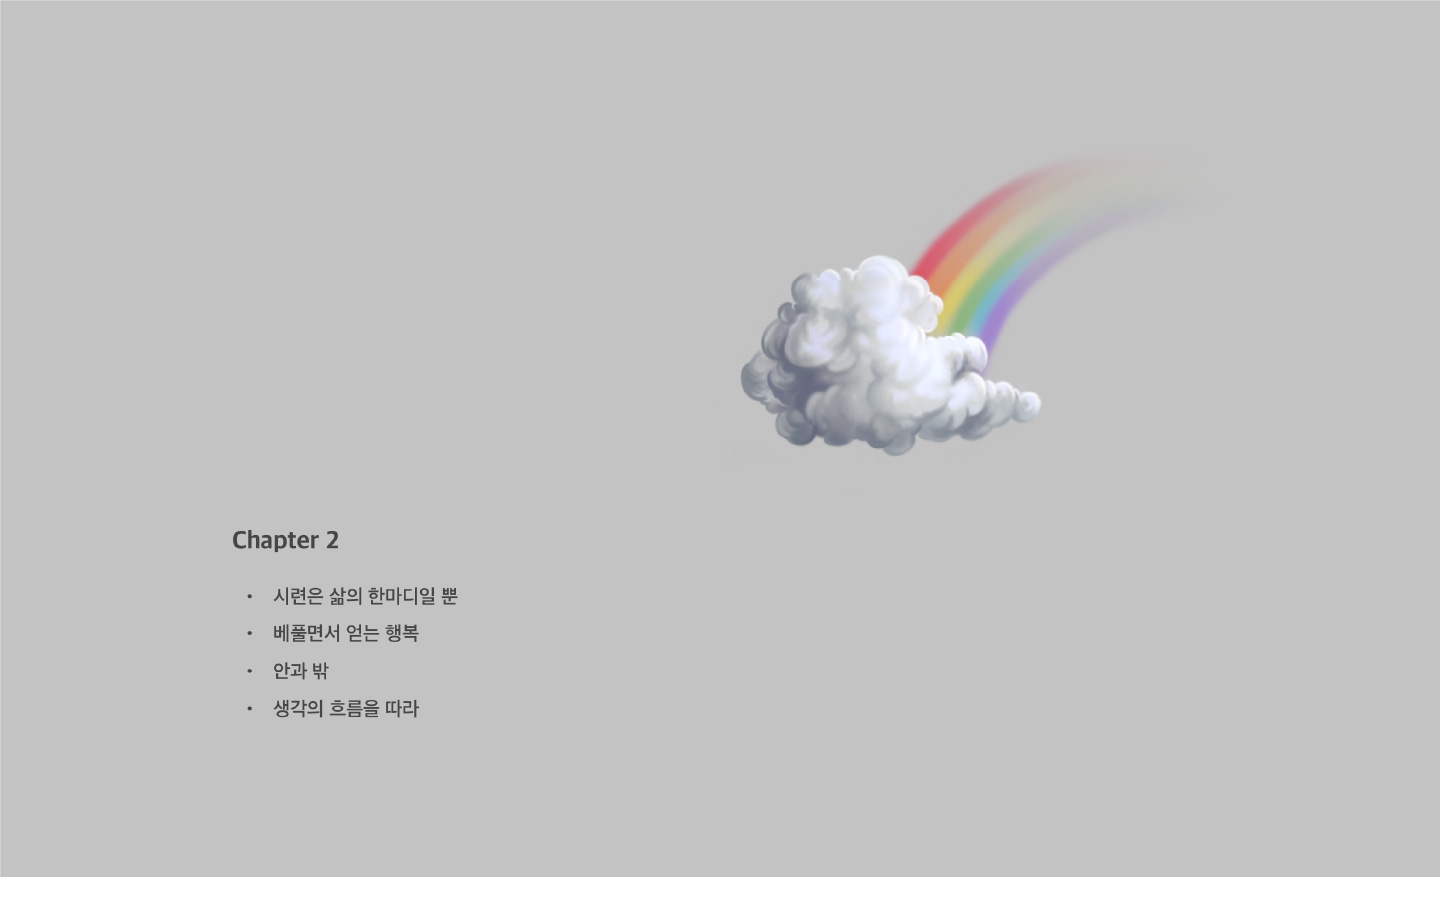 Chapter 2
• 시련은 삶의 한마디일 뿐
• 베풀면서 얻는 행복
• 안과 밖
• 생각의 흐름을 따라